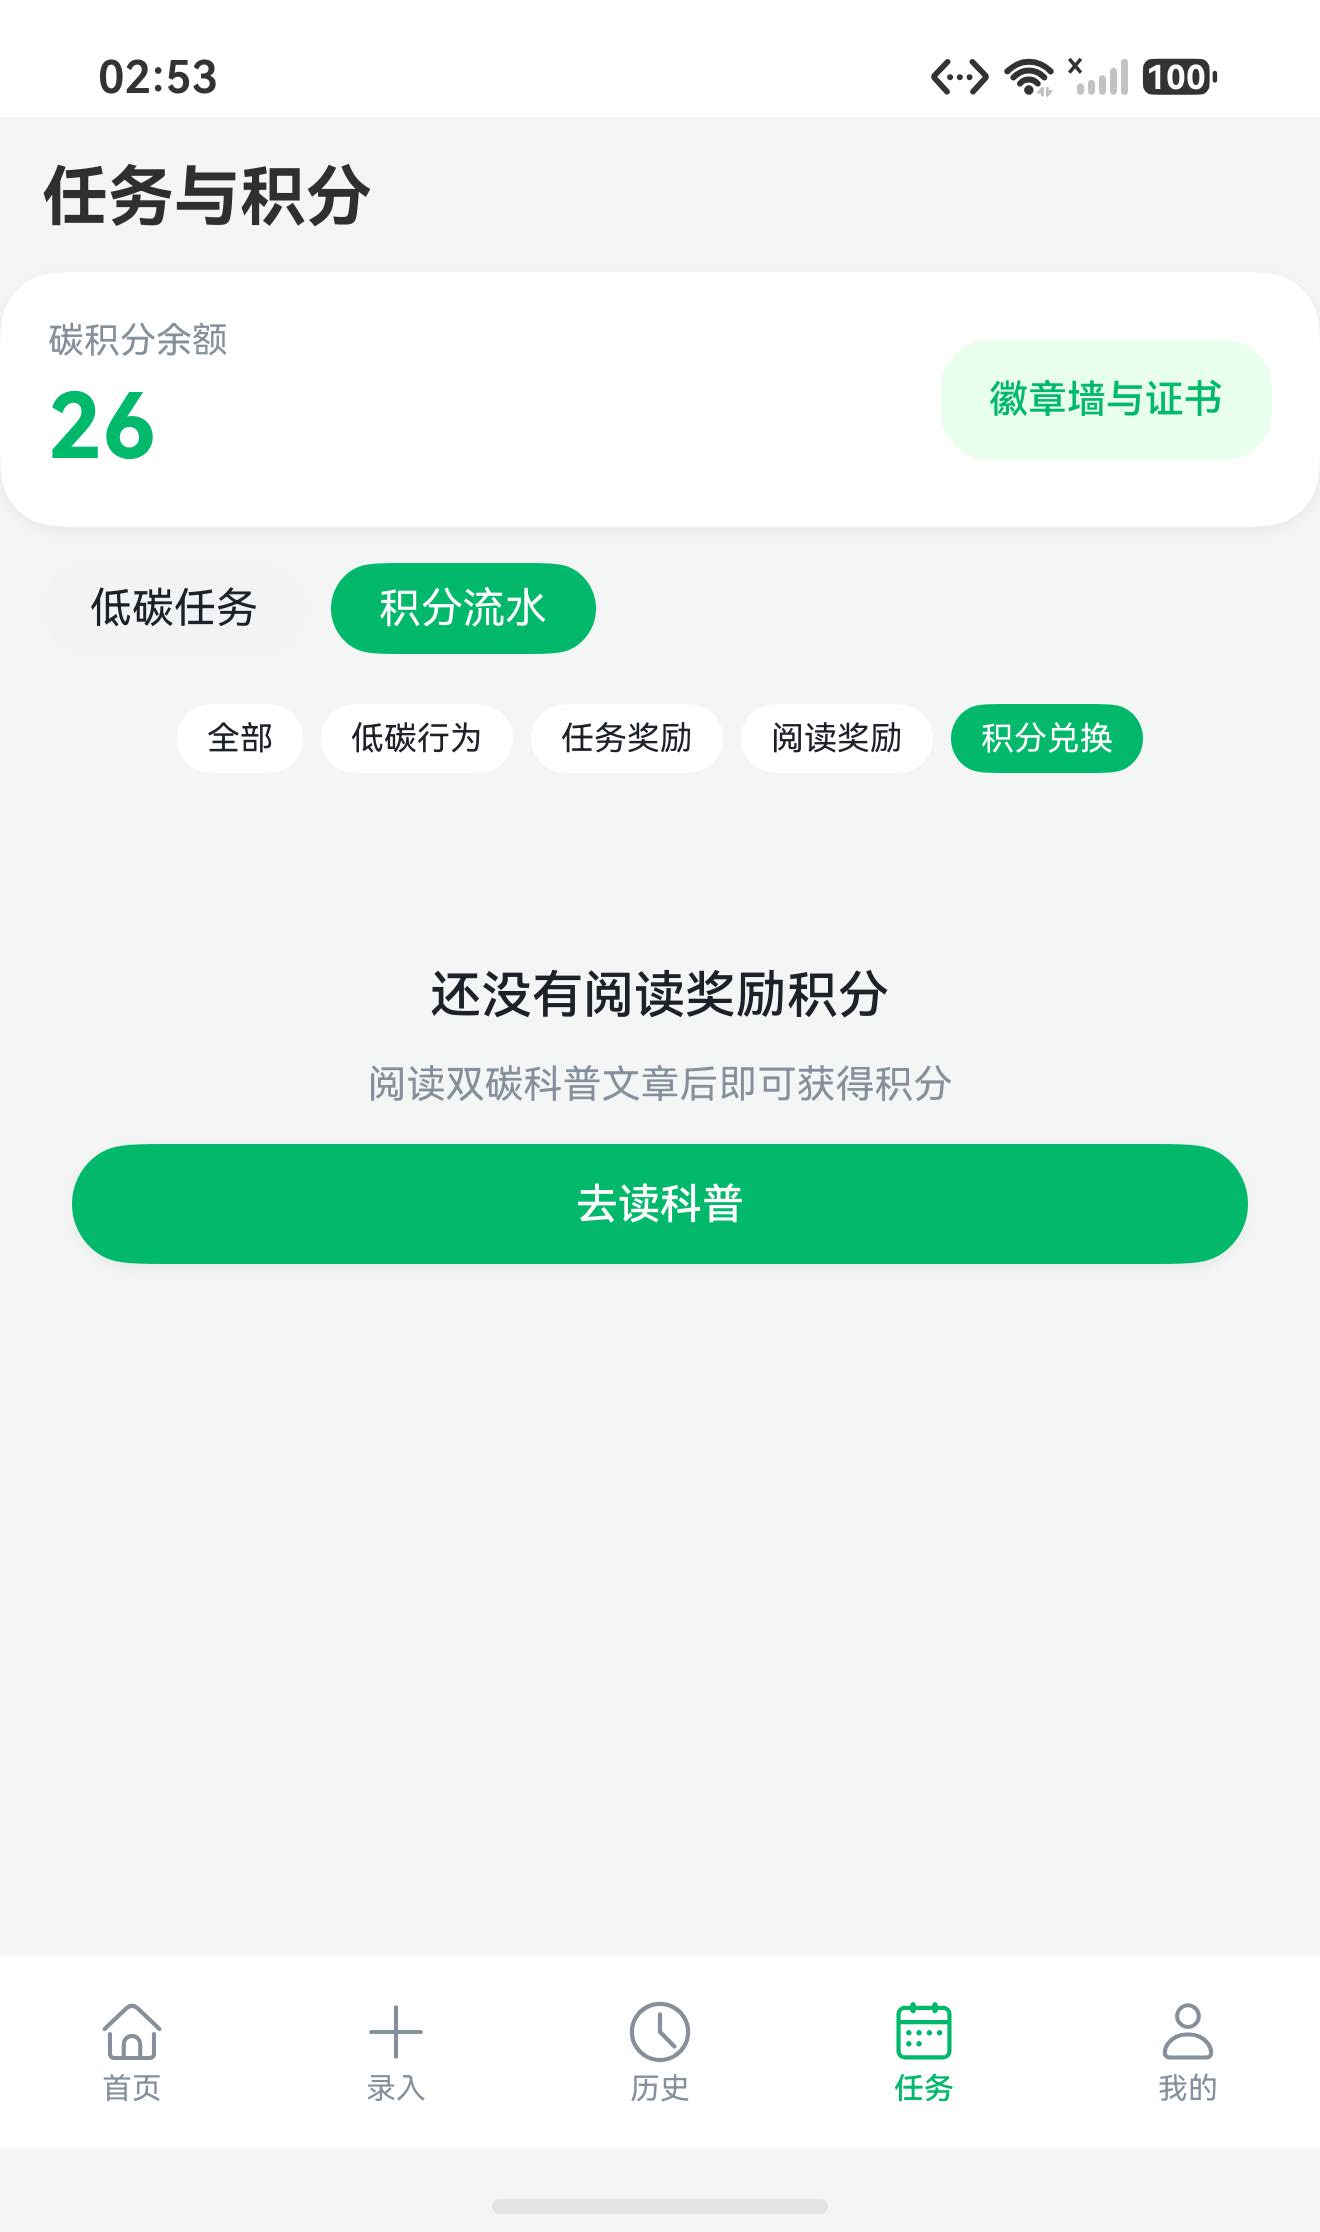 02:53
100
任务与积分
碳积分余额
26
徽章墙与证书
低碳任务 积分流水
全部 低碳行为 任务奖励 阅读奖励 积分兑换
还没有阅读奖励积分
阅读双碳科普文章后即可获得积分
去读科普
首页 录入 历史 任务 我的